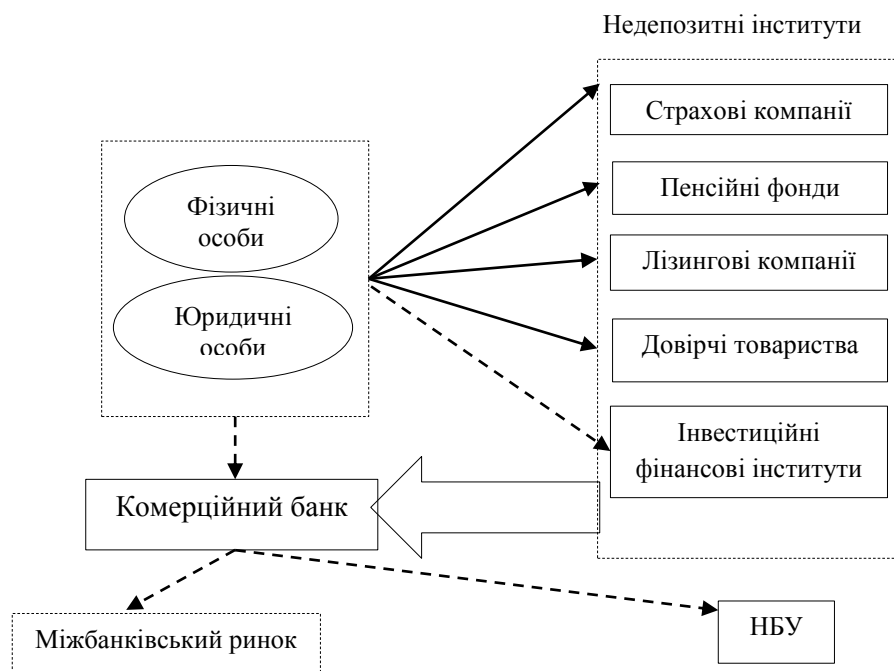 Недепозитні інститути
Страхові компанії
Пенсійні фонди
Лізингові компанії
Довірчі товариства
Інвестиційні
фінансові інститути
Фізичні
особи
Юридичні
особи
Комерційний банк
Міжбанківський ринок
НБУ